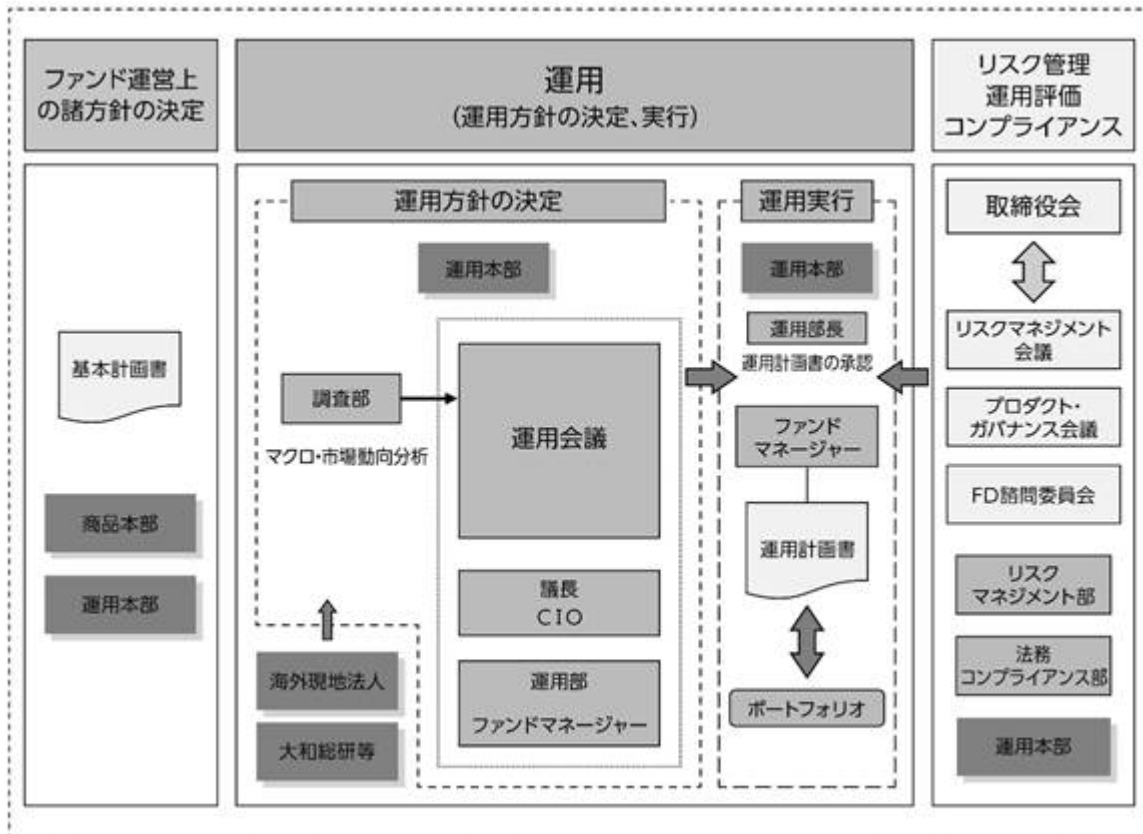 ファンド運営上
の諸方針の決定
運用
(運用方針の決定、実行)
リスク管理
運用評価
コンプライアンス
基本計画書
商品本部
運用本部
運用方針の決定
運用本部
調査部
マクロ・市場動向分析
運用会議
議長
CIO
運用部
ファンドマネージャー
海外現地法人
大和総研等
運用実行
運用本部
運用部長
運用計画書の承認
ファンド
マネージャー
運用計画書
ポートフォリオ
取締役会
リスクマネジメント
会議
プロダクト・
ガバナンス会議
FD諮問委員会
リスク
マネジメント部
法務
コンプライアンス部
運用本部